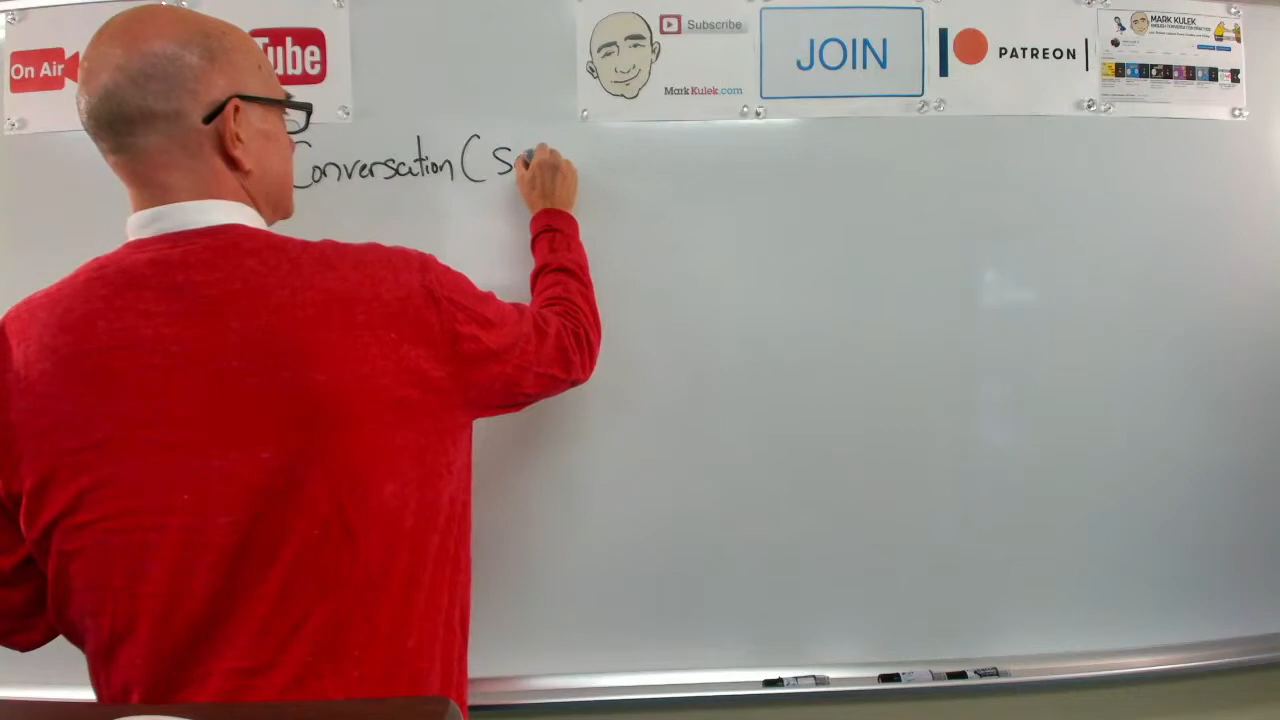 On Air
Tube
Subscribe
MarkKulek.com
JOIN
PATREON
MARK KULEK
Conversation ( S